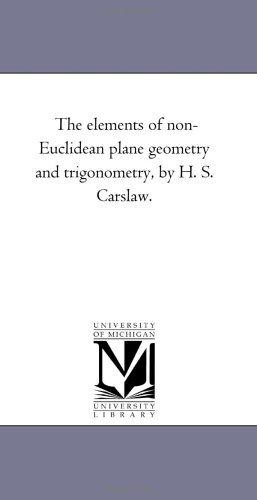 The elements of non-
Euclidean plane geometry
and trigonometry, by H. S.
Carslaw.
UNIVERSITY
OF MICHIGAN
UNIVERSITY
LIBRARY